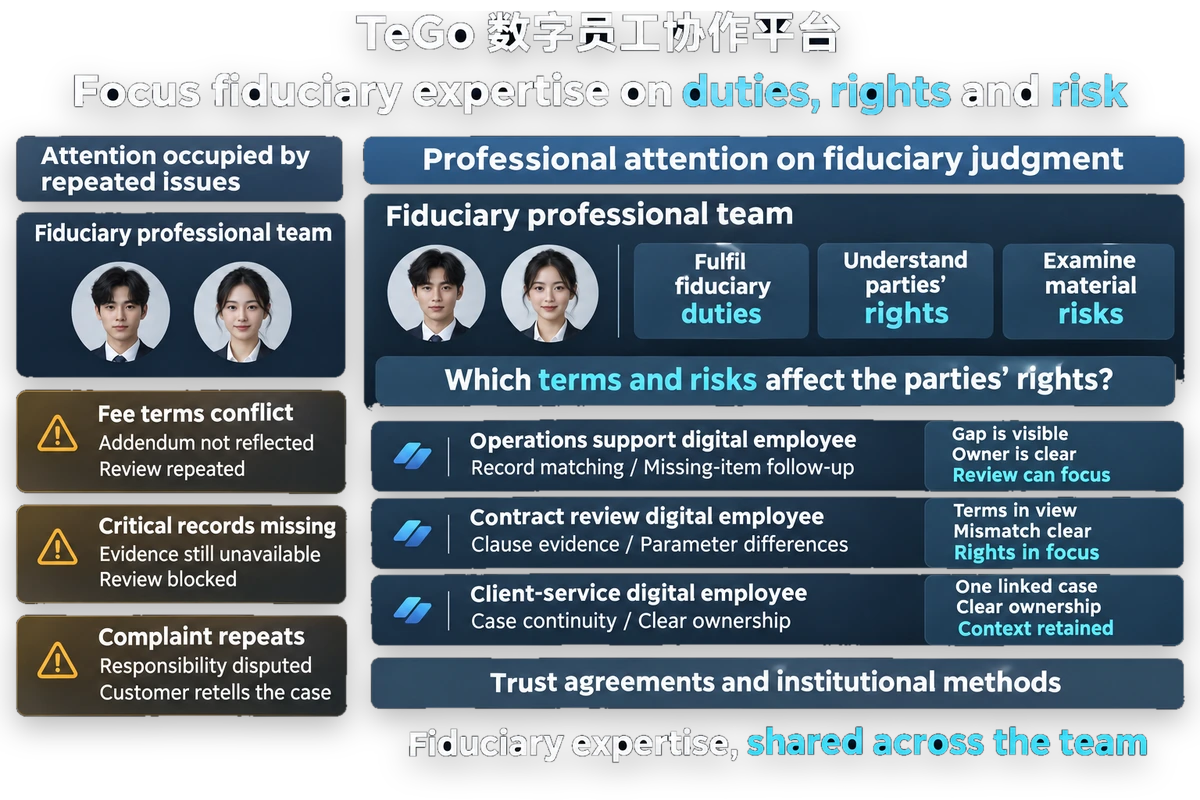 TeGo 数字员工协作平台
Focus fiduciary expertise on duties, rights and risk
Attention occupied by
repeated issues
Fiduciary professional team
Fee terms conflict
Addendum not reflected
Review repeated
Critical records missing
Evidence still unavailable
Review blocked
Complaint repeats
Responsibility disputed
Customer retells the case
Professional attention on fiduciary judgment
Fiduciary professional team
Fulfil
fiduciary
duties
Understand
parties’
rights
Examine
material
risks
Which terms and risks affect the parties’ rights?
Operations support digital employee
Record matching / Missing-item follow-up
Gap is visible
Owner is clear
Review can focus
Contract review digital employee
Clause evidence / Parameter differences
Terms in view
Mismatch clear
Rights in focus
Client-service digital employee
Case continuity / Clear ownership
One linked case
Clear ownership
Context retained
Trust agreements and institutional methods
Fiduciary expertise, shared across the team